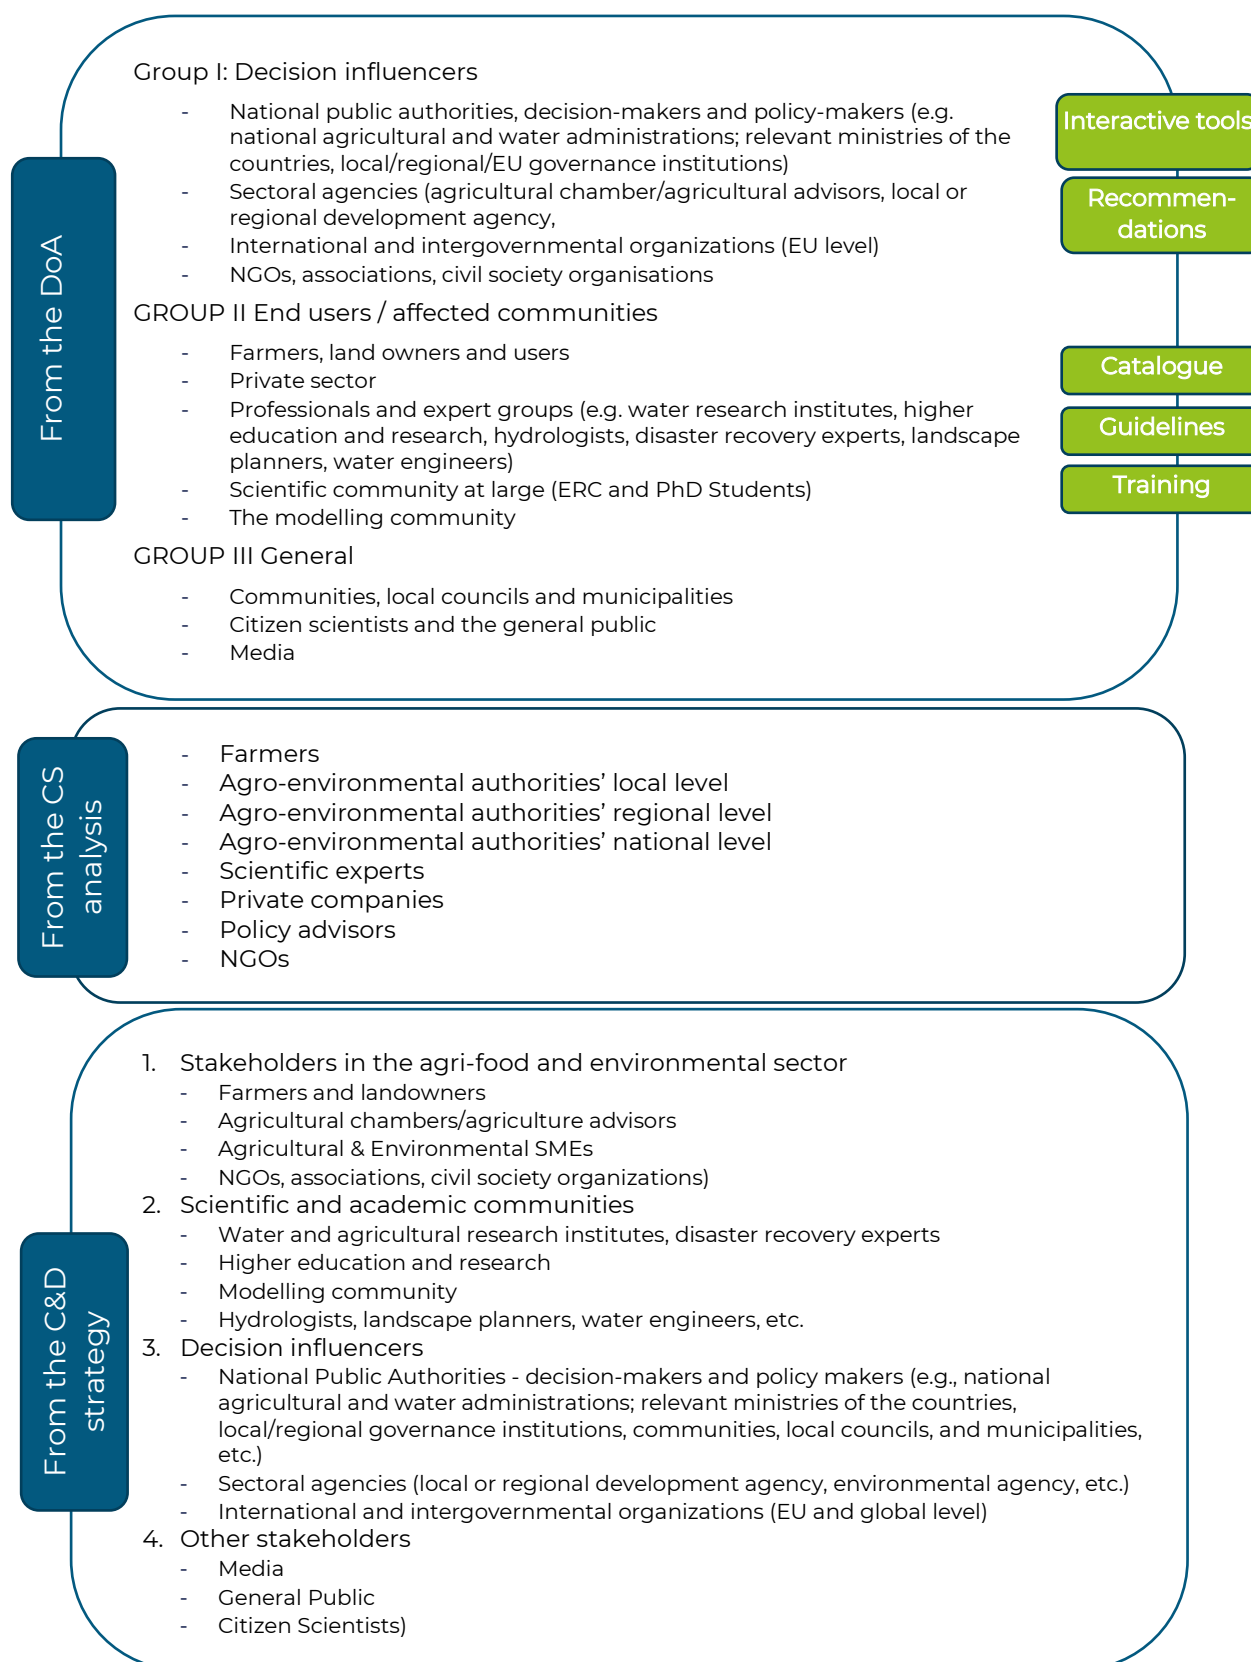 Group I: Decision influencers
- National public authorities, decision-makers and policy-makers (e.g.
national agricultural and water administrations; relevant ministries of the
countries, local/regional/EU governance institutions)
- Sectoral agencies (agricultural chamber/agricultural advisors, local or
regional development agency,
- International and intergovernmental organizations (EU level)
- NGOs, associations, civil society organisations
Interactive tools
Recommen-
dations
From the DoA
GROUP II End users / affected communities
- Farmers, land owners and users
- Private sector
- Professionals and expert groups (e.g. water research institutes, higher
education and research, hydrologists, disaster recovery experts, landscape
planners, water engineers)
- Scientific community at large (ERC and PhD Students)
- The modelling community
Catalogue
Guidelines
Training
GROUP III General
- Communities, local councils and municipalities
- Citizen scientists and the general public
- Media
From the CS
analysis
- Farmers
- Agro-environmental authorities’ local level
- Agro-environmental authorities’ regional level
- Agro-environmental authorities’ national level
- Scientific experts
- Private companies
- Policy advisors
- NGOs
From the C&D
strategy
1. Stakeholders in the agri-food and environmental sector
- Farmers and landowners
- Agricultural chambers/agriculture advisors
- Agricultural & Environmental SMEs
- NGOs, associations, civil society organizations)
2. Scientific and academic communities
- Water and agricultural research institutes, disaster recovery experts
- Higher education and research
- Modelling community
- Hydrologists, landscape planners, water engineers, etc.
3. Decision influencers
- National Public Authorities - decision-makers and policy makers (e.g., national
agricultural and water administrations; relevant ministries of the countries,
local/regional governance institutions, communities, local councils, and municipalities,
etc.)
- Sectoral agencies (local or regional development agency, environmental agency, etc.)
- International and intergovernmental organizations (EU and global level)
4. Other stakeholders
- Media
- General Public
- Citizen Scientists)